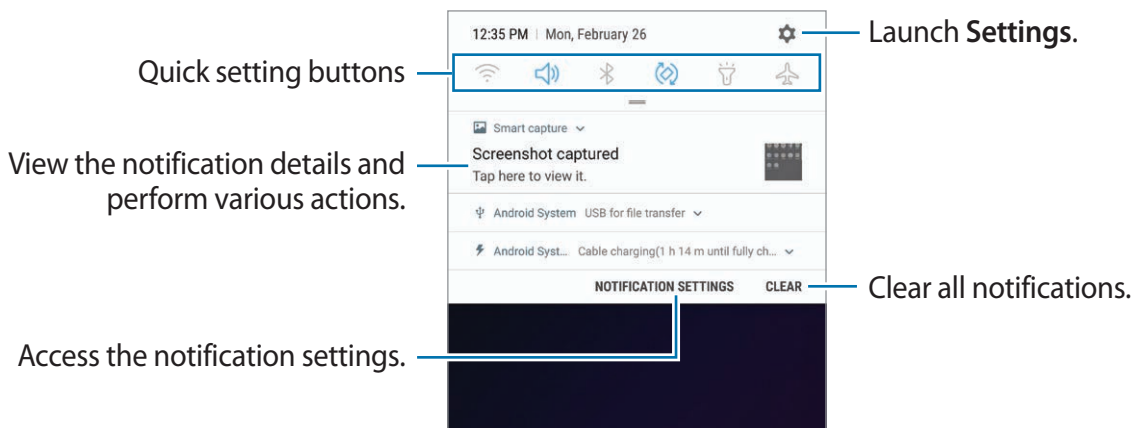 12:35 PM | Mon, February 26
Launch Settings.
Quick setting buttons
Smart capture
Screenshot captured
Tap here to view it.
View the notification details and
perform various actions.
Android System USB for file transfer
Android Syst... Cable charging(1 h 14 m until fully ch...
NOTIFICATION SETTINGS CLEAR
Clear all notifications.
Access the notification settings.